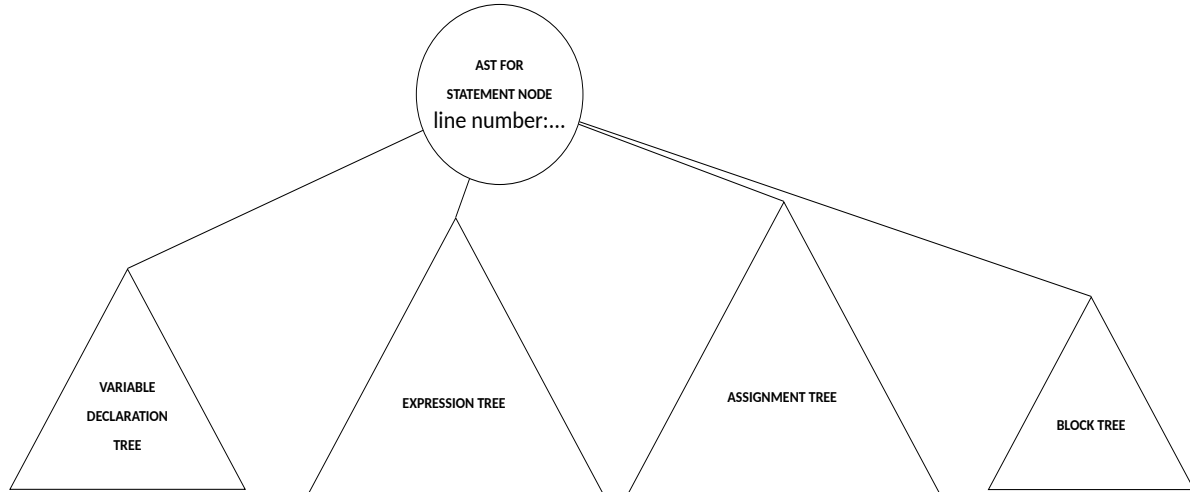 AST FOR
STATEMENT NODE
line number:...
VARIABLE
DECLARATION
TREE
EXPRESSION TREE
ASSIGNMENT TREE
BLOCK TREE